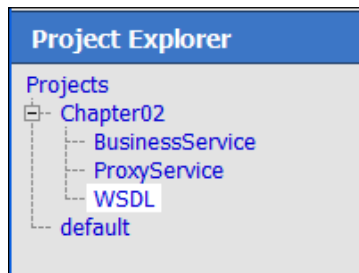 Project Explorer
Projects
Chapter02
BusinessService
ProxyService
WSDL
default